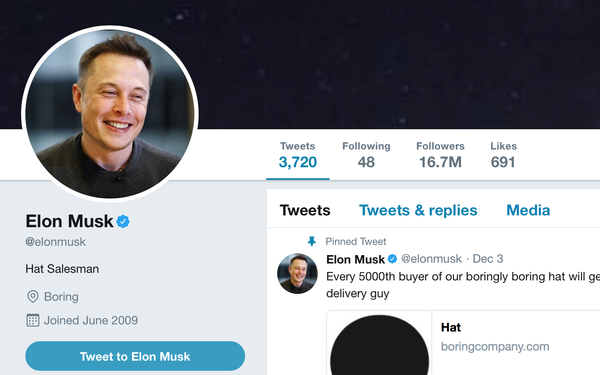 Tweets Following Followers Likes
3,720 48 16.7M 691
Elon Musk
@elonmusk
Hat Salesman
Boring
Joined June 2009
Tweet to Elon Musk
Tweets Tweets & replies Media
Pinned Tweet
Elon Musk @elonmusk · Dec 3
Every 5000th buyer of our boringly boring hat will ge
delivery guy
Hat
boringcompany.com